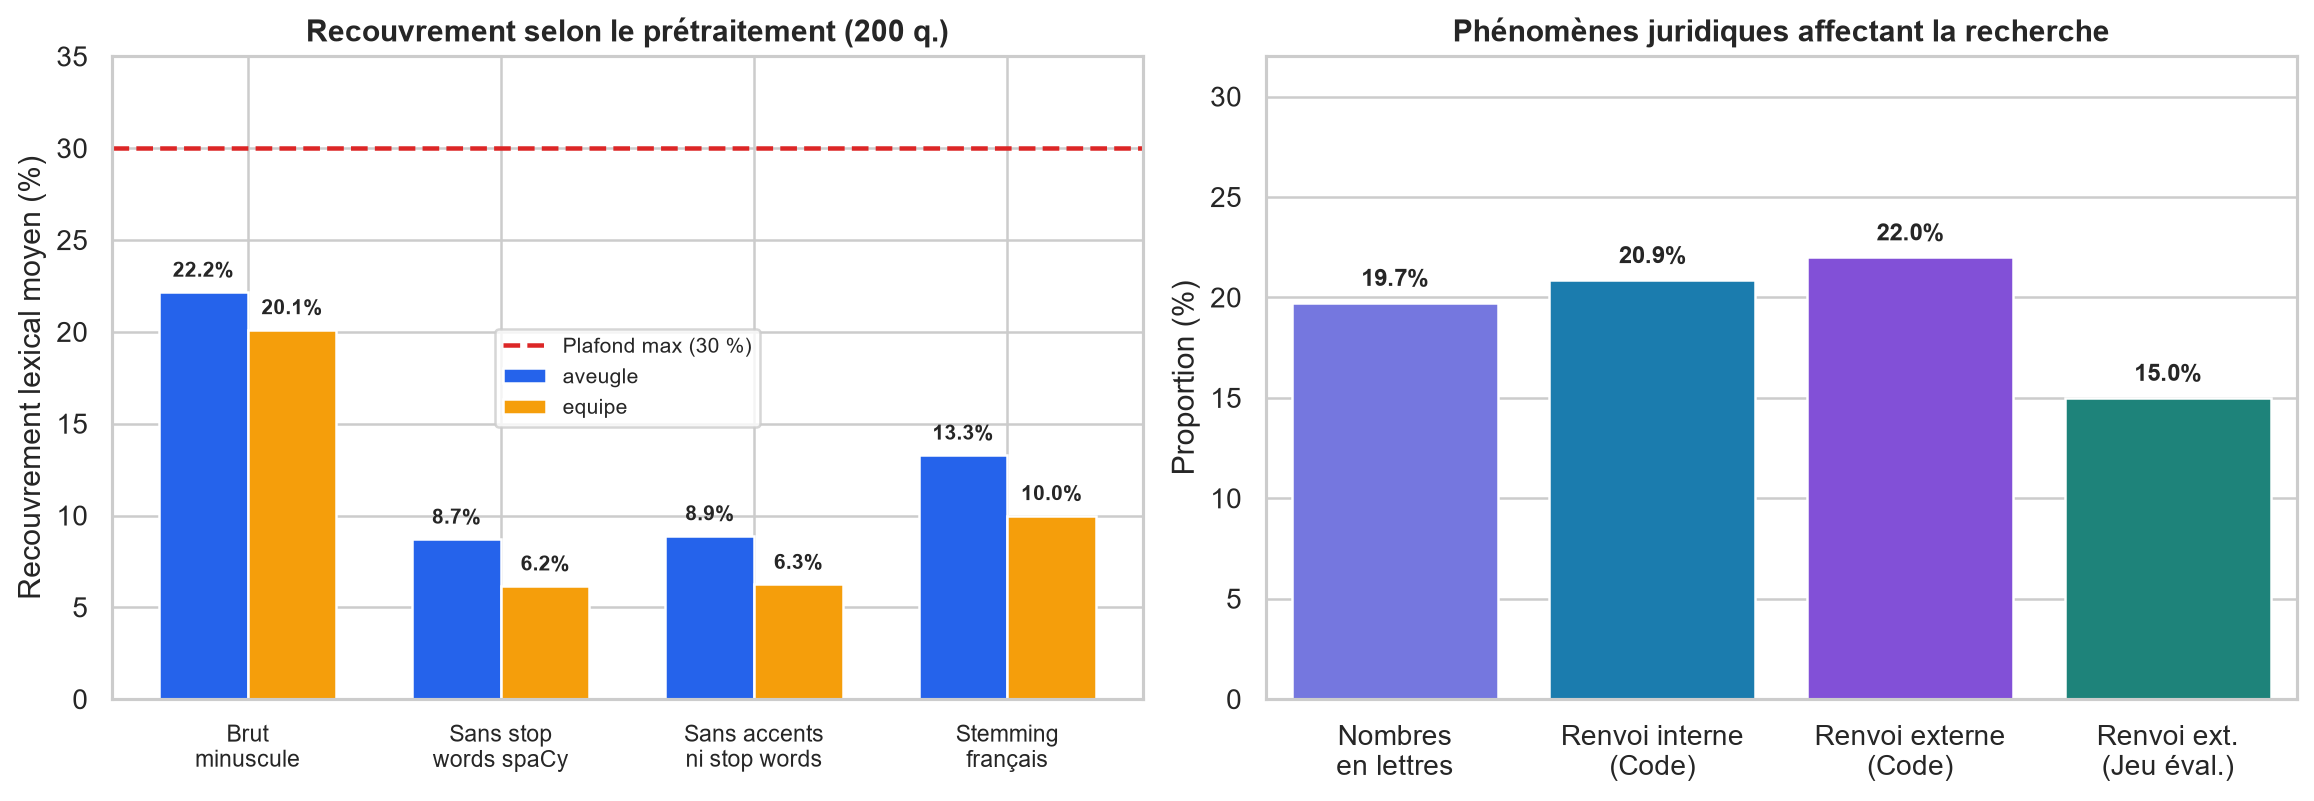 Recouvrement selon le prétraitement (200 q.)
Recouvrement lexical moyen (%)
35
30
25
20
15
10
5
0
22.2%
20.1%
8.7%
6.2%
8.9%
6.3%
13.3%
10.0%
Plafond max (30 %)
aveugle
equipe
Brut
minuscule
Sans stop
words spaCy
Sans accents
ni stop words
Stemming
français
Phénomènes juridiques affectant la recherche
Proportion (%)
30
25
20
15
10
5
0
19.7%
20.9%
22.0%
15.0%
Nombres
en lettres
Renvoi interne
(Code)
Renvoi externe
(Code)
Renvoi ext.
(Jeu éval.)